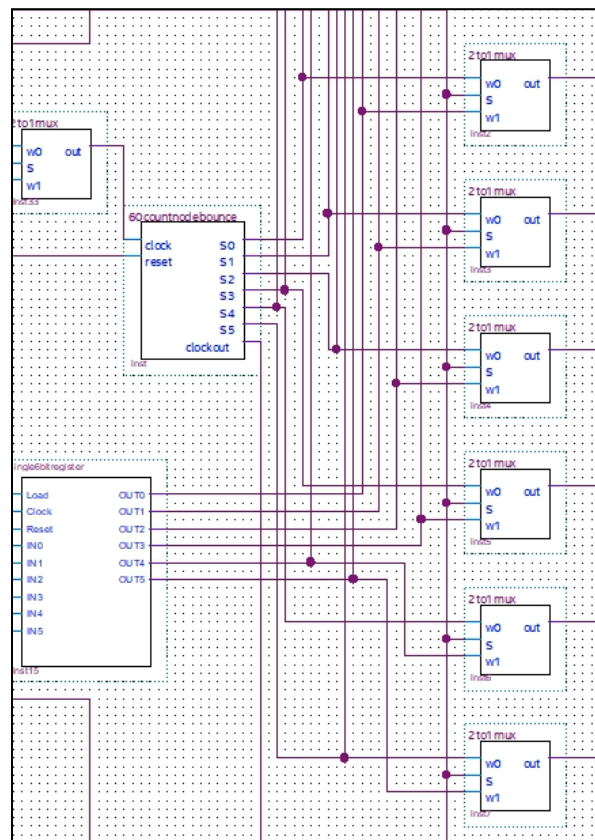 2to1mux
w0 out
S
w1
inst2
2to1mux
w0 out
S
w1
inst33
2to1mux
w0 out
S
w1
inst3
60countnodebounce
clock S0
reset S1
S2
S3
S4
S5
clockout
inst
2to1mux
w0 out
S
w1
inst4
2to1mux
w0 out
S
w1
inst5
ingle6bitregister
Load OUT0
Clock OUT1
Reset OUT2
IN0 OUT3
IN1 OUT4
IN2 OUT5
IN3
IN4
IN5
inst15
2to1mux
w0 out
S
w1
inst6
2to1mux
w0 out
S
w1
inst7